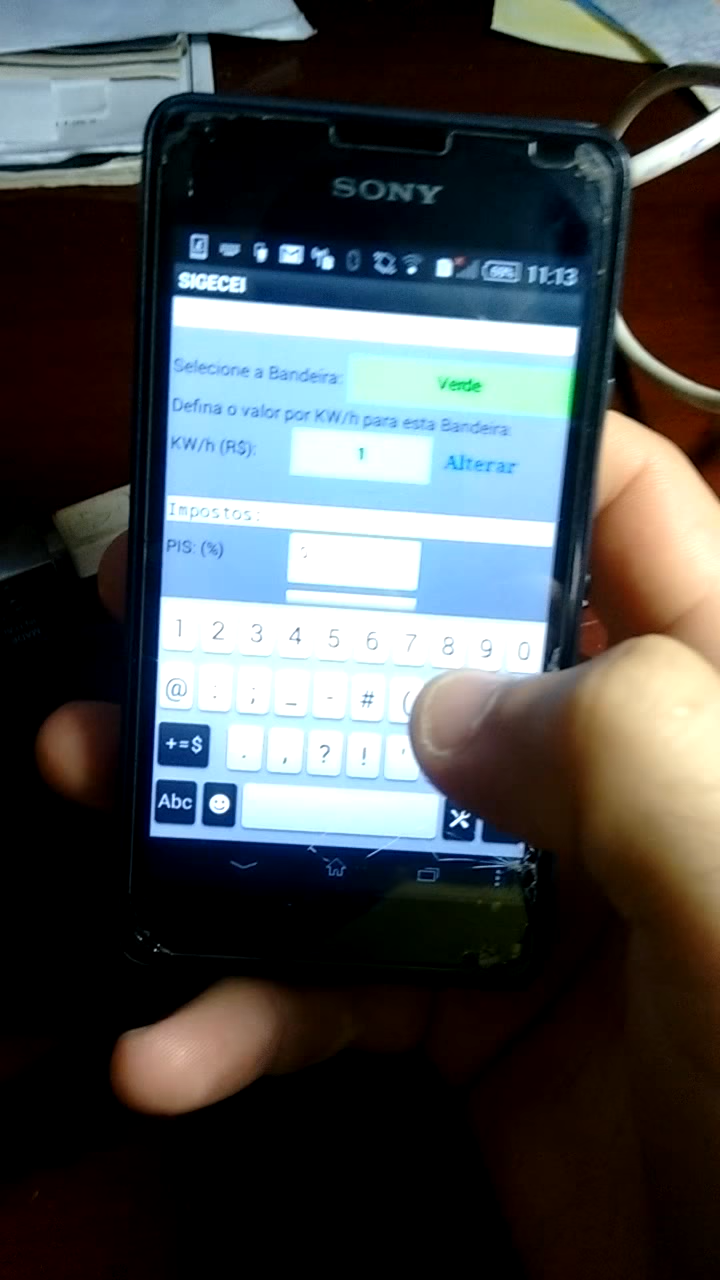 SONY
69% 11:13
SIGECEI
Selecione a Bandeira: Verde
Defina o valor por KW/h para esta Bandeira:
KW/h (R$): 1 Alterar
Impostos:
PIS: (%)
1 2 3 4 5 6 7 8 9 0
@ : ; _ - # (
+=$ . , ? ! '
Abc